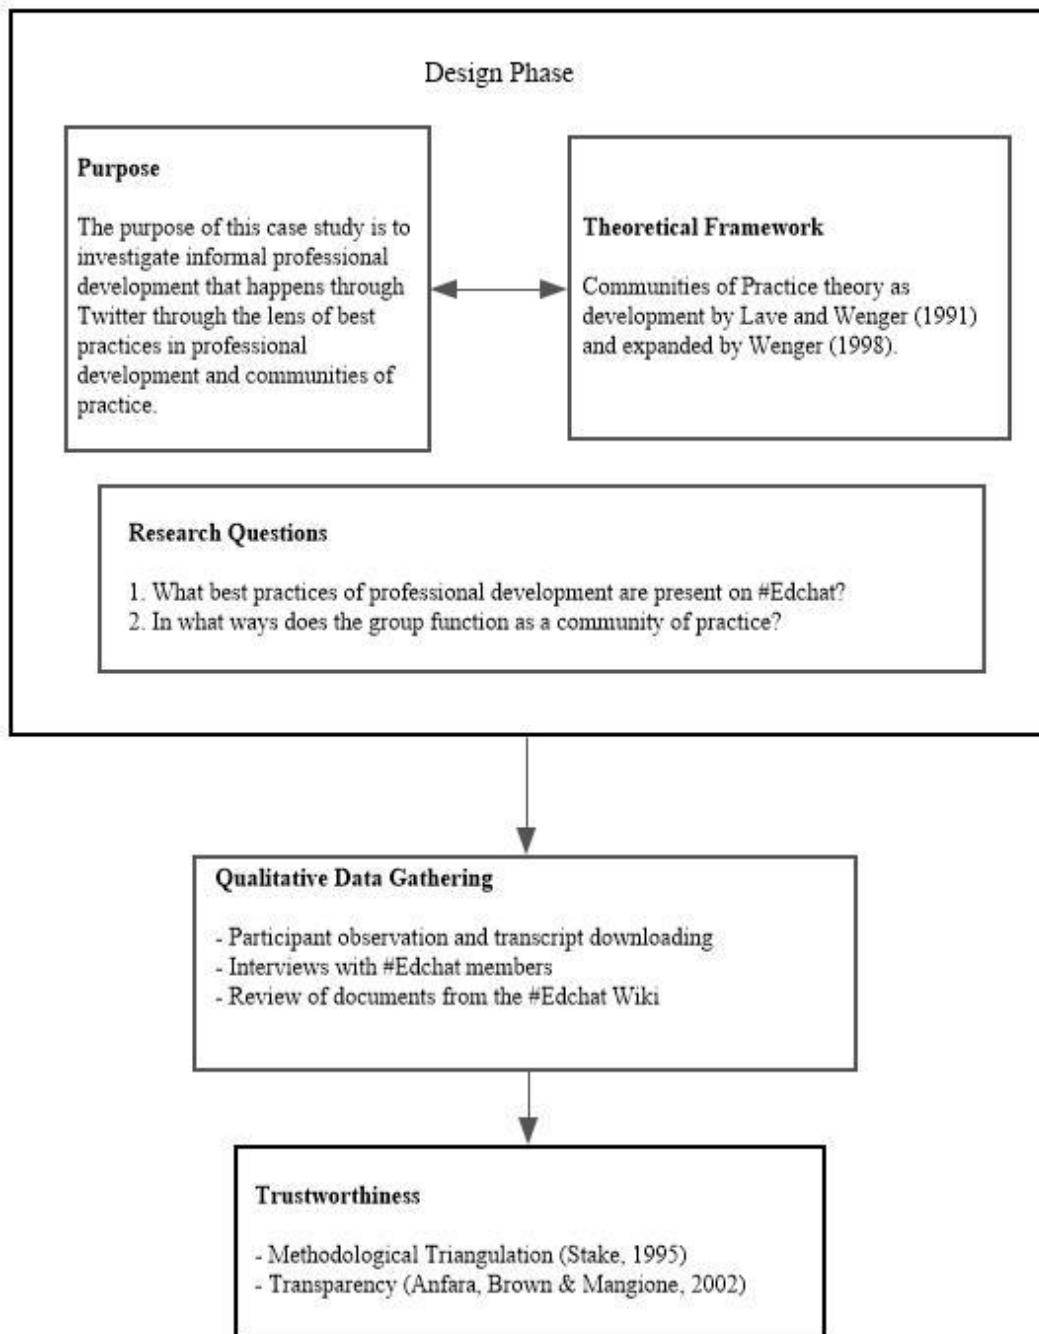 Design Phase
Purpose
The purpose of this case study is to
investigate informal professional
development that happens through
Twitter through the lens of best
practices in professional
development and communities of
practice.
Theoretical Framework
Communities of Practice theory as
development by Lave and Wenger (1991)
and expanded by Wenger (1998).
Research Questions
1. What best practices of professional development are present on #Edchat?
2. In what ways does the group function as a community of practice?
Qualitative Data Gathering
- Participant observation and transcript downloading
- Interviews with #Edchat members
- Review of documents from the #Edchat Wiki
Trustworthiness
- Methodological Triangulation (Stake, 1995)
- Transparency (Anfara, Brown & Mangione, 2002)